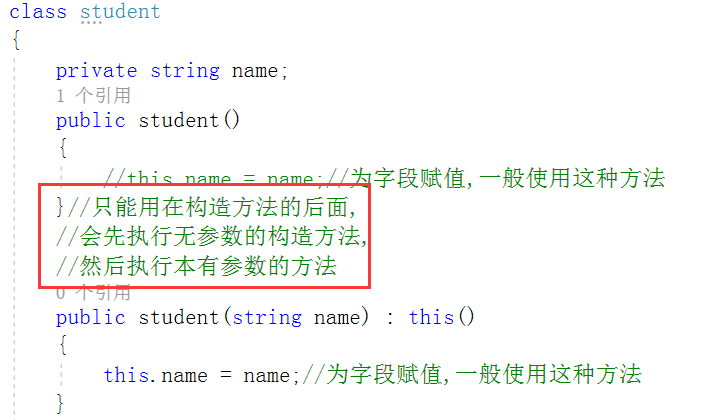 class student
{
private string name;
1 个引用
public student()
{
//this.name = name;//为字段赋值,一般使用这种方法
}//只能用在构造方法的后面,
//会先执行无参数的构造方法,
//然后执行本有参数的方法
0 个引用
public student(string name) : this()
{
this.name = name;//为字段赋值,一般使用这种方法
}